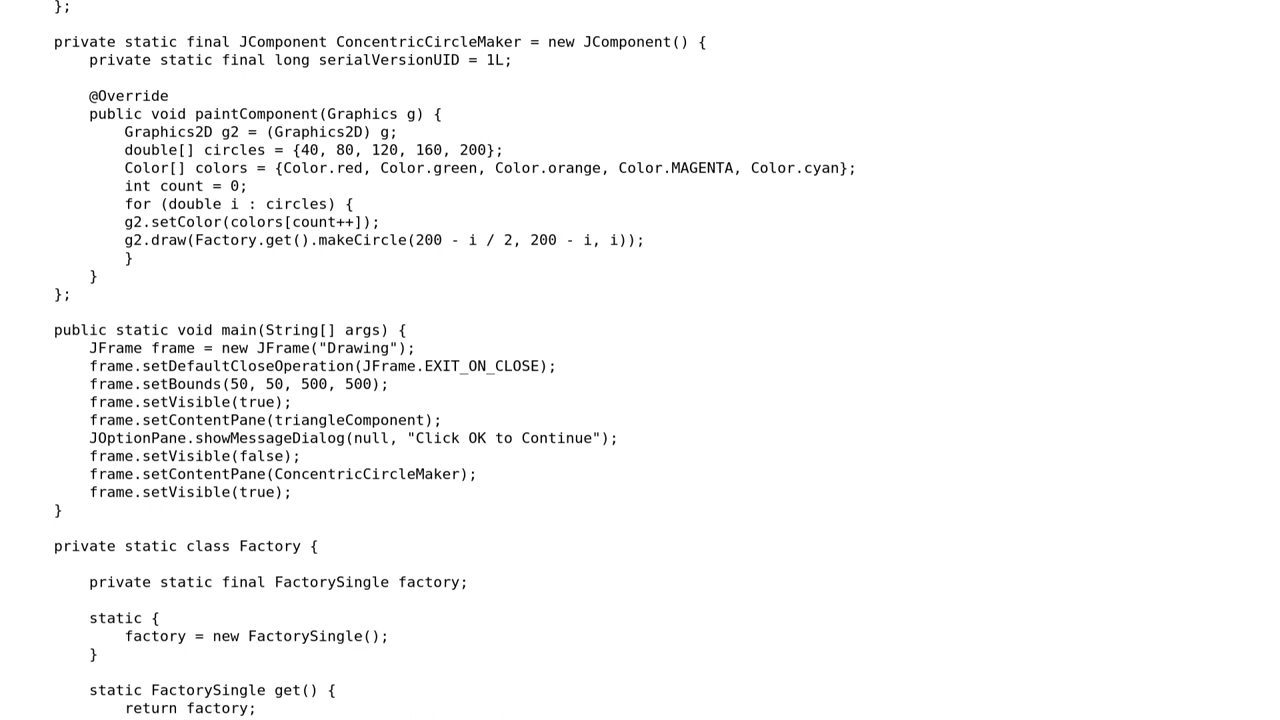 };
private static final JComponent ConcentricCircleMaker = new JComponent() {
private static final long serialVersionUID = 1L;
@Override
public void paintComponent(Graphics g) {
Graphics2D g2 = (Graphics2D) g;
double[] circles = {40, 80, 120, 160, 200};
Color[] colors = {Color.red, Color.green, Color.orange, Color.MAGENTA, Color.cyan};
int count = 0;
for (double i : circles) {
g2.setColor(colors[count++]);
g2.draw(Factory.get().makeCircle(200 - i / 2, 200 - i, i));
}
}
};
public static void main(String[] args) {
JFrame frame = new JFrame("Drawing");
frame.setDefaultCloseOperation(JFrame.EXIT_ON_CLOSE);
frame.setBounds(50, 50, 500, 500);
frame.setVisible(true);
frame.setContentPane(triangleComponent);
JOptionPane.showMessageDialog(null, "Click OK to Continue");
frame.setVisible(false);
frame.setContentPane(ConcentricCircleMaker);
frame.setVisible(true);
}
private static class Factory {
private static final FactorySingle factory;
static {
factory = new FactorySingle();
}
static FactorySingle get() {
return factory;